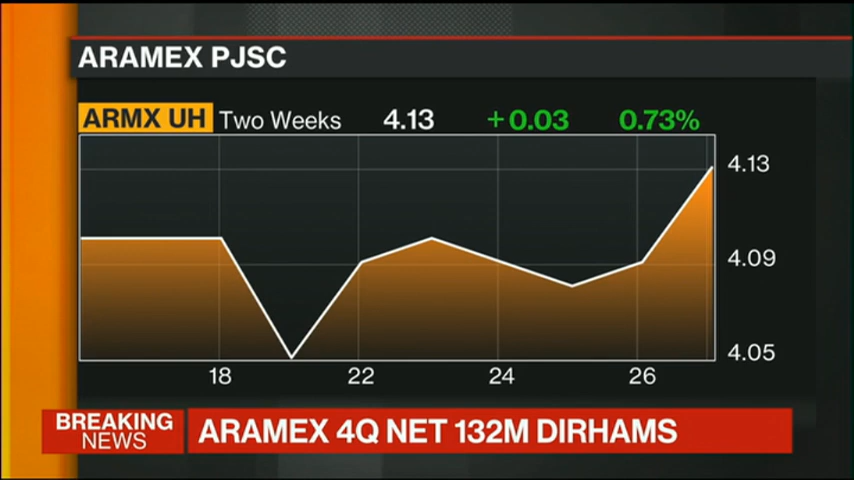 ARAMEX PJSC
ARMX UH Two Weeks 4.13 +0.03 0.73%
4.13
4.09
4.05
18 22 24 26
BREAKING NEWS
ARAMEX 4Q NET 132M DIRHAMS